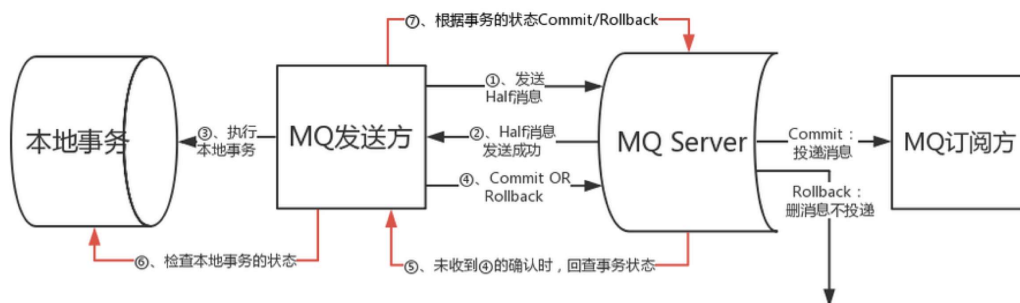 ⑦、根据事务的状态Commit/Rollback
本地事务
③、执行
本地事务
MQ发送方
①、发送
Half消息
②、Half消息
发送成功
④、Commit OR
Rollback
MQ Server
Commit：
投递消息
MQ订阅方
Rollback：
删消息不投递
⑥、检查本地事务的状态
⑤、未收到④的确认时，回查事务状态